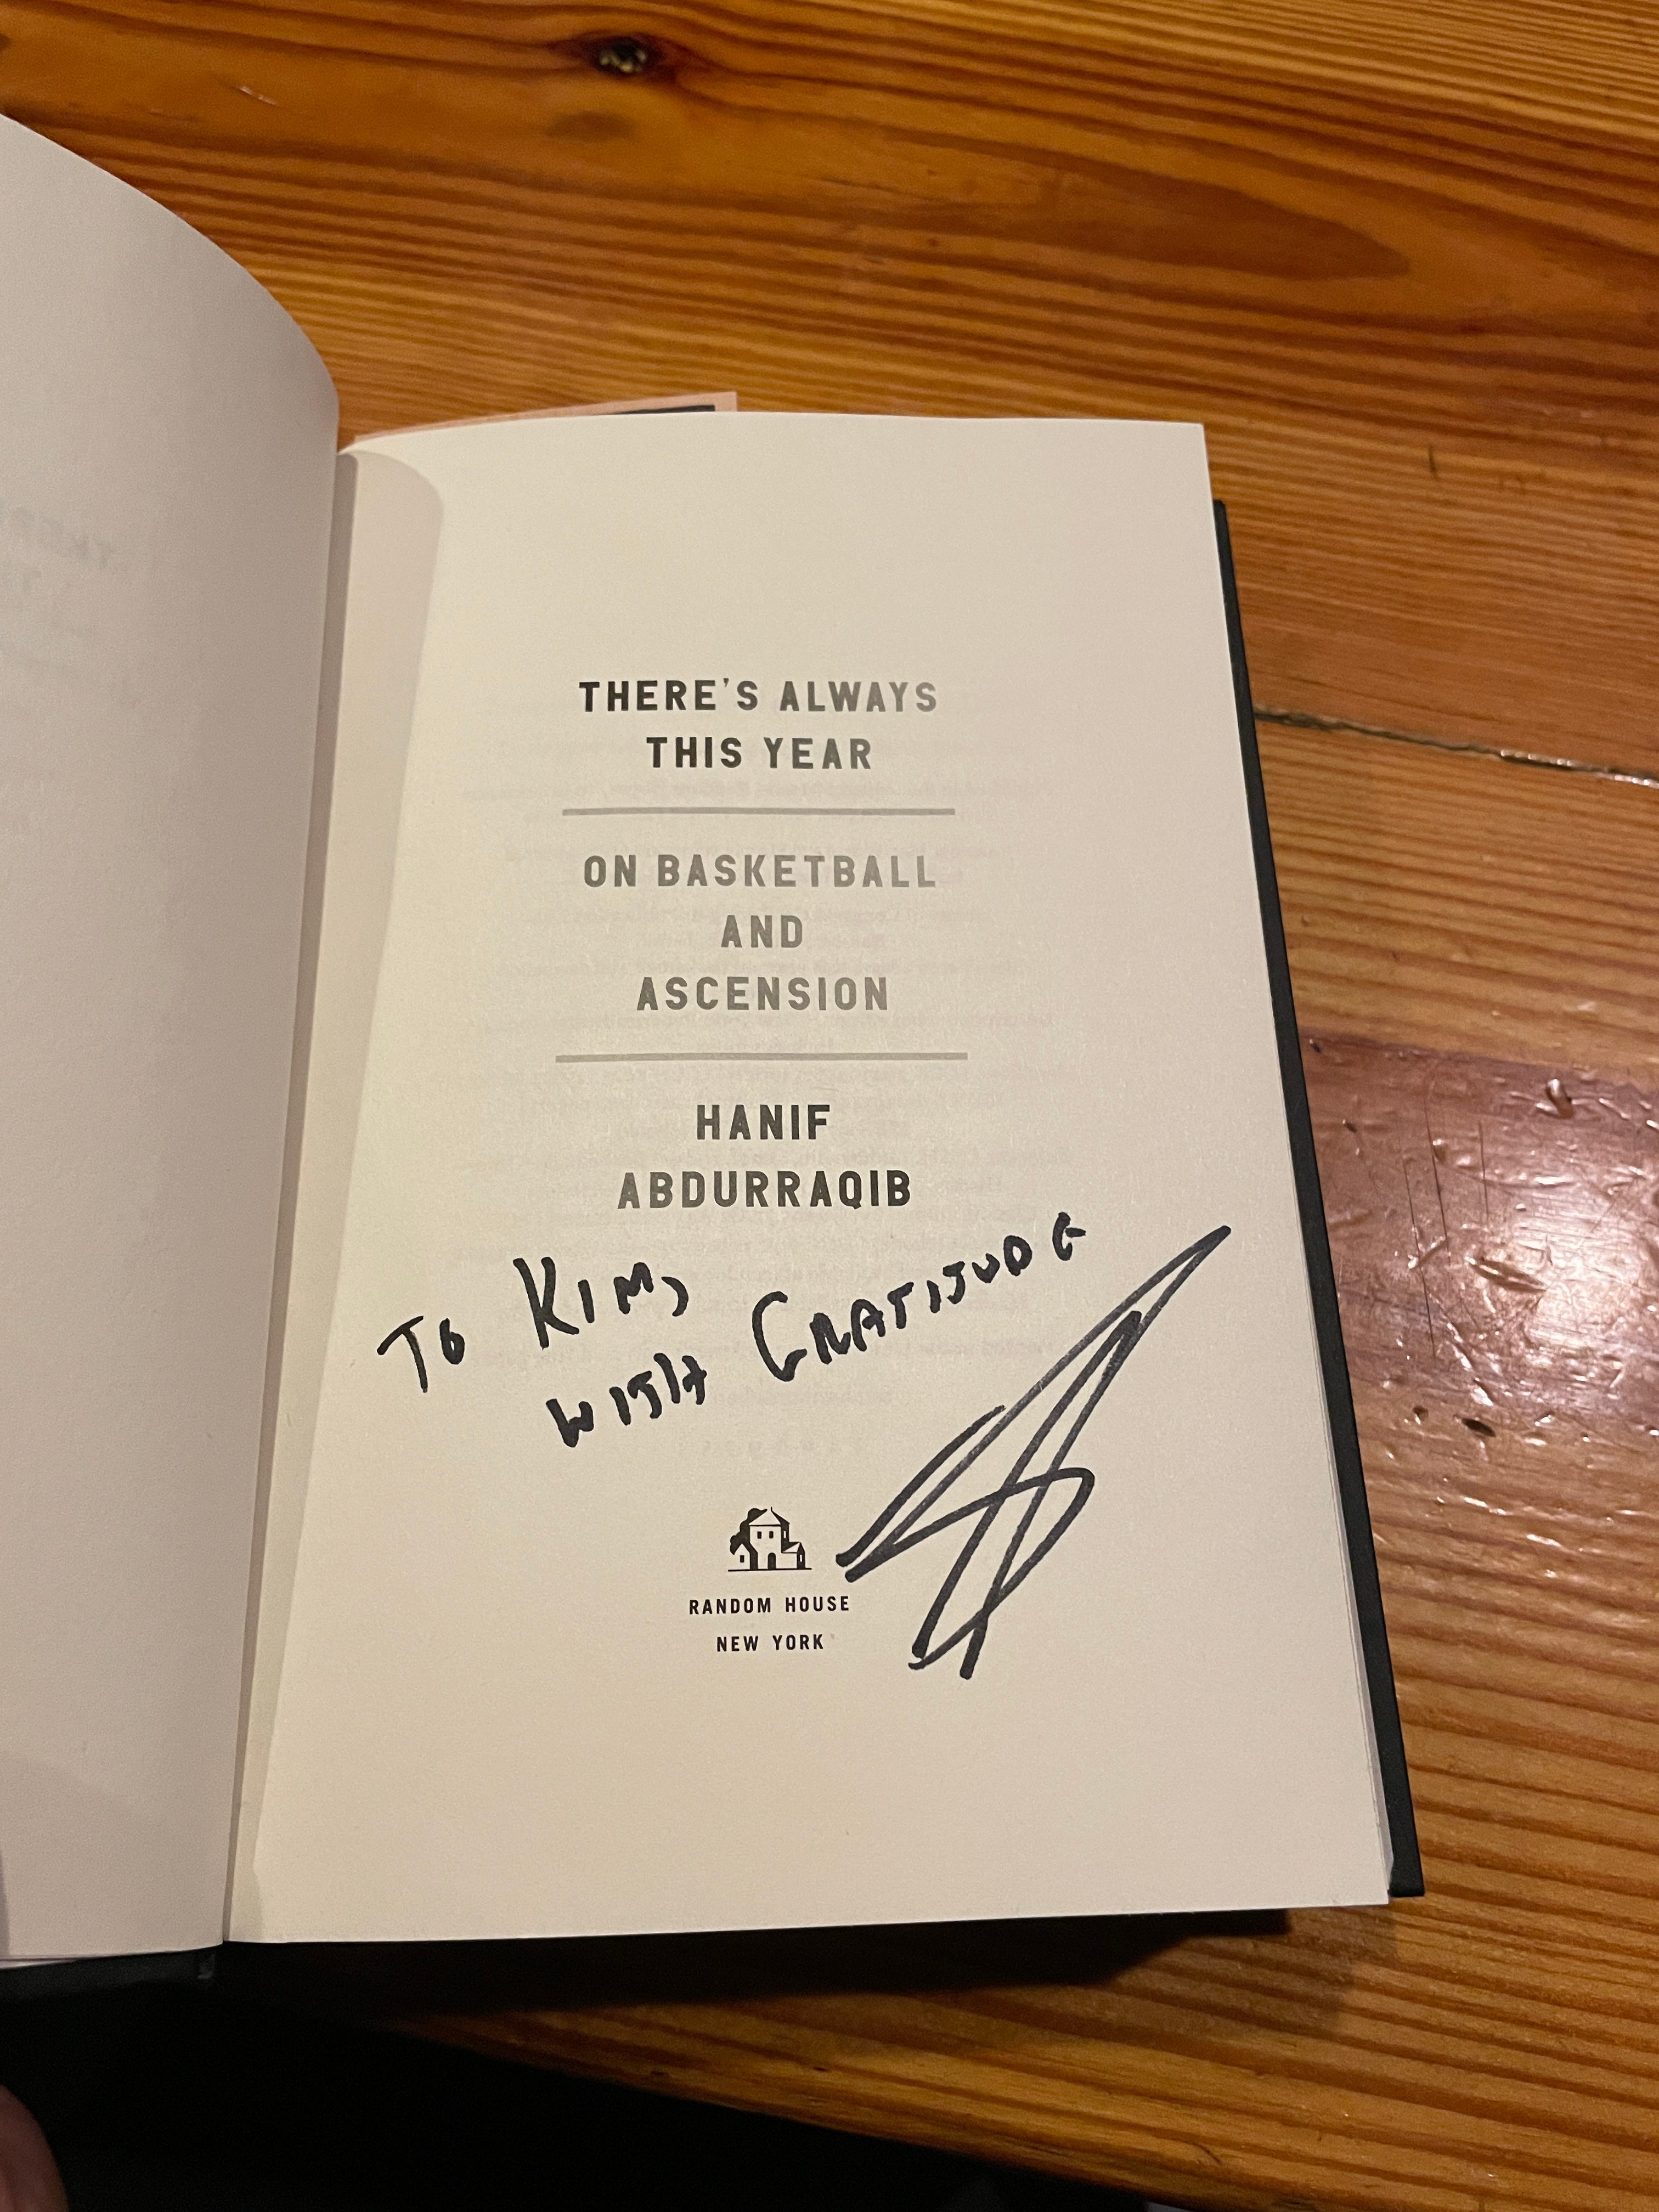 THERE'S ALWAYS
THIS YEAR
ON BASKETBALL
AND
ASCENSION
HANIF
ABDURRAQIB
TO KIM,
WITH GRATITUDE
RANDOM HOUSE
NEW YORK